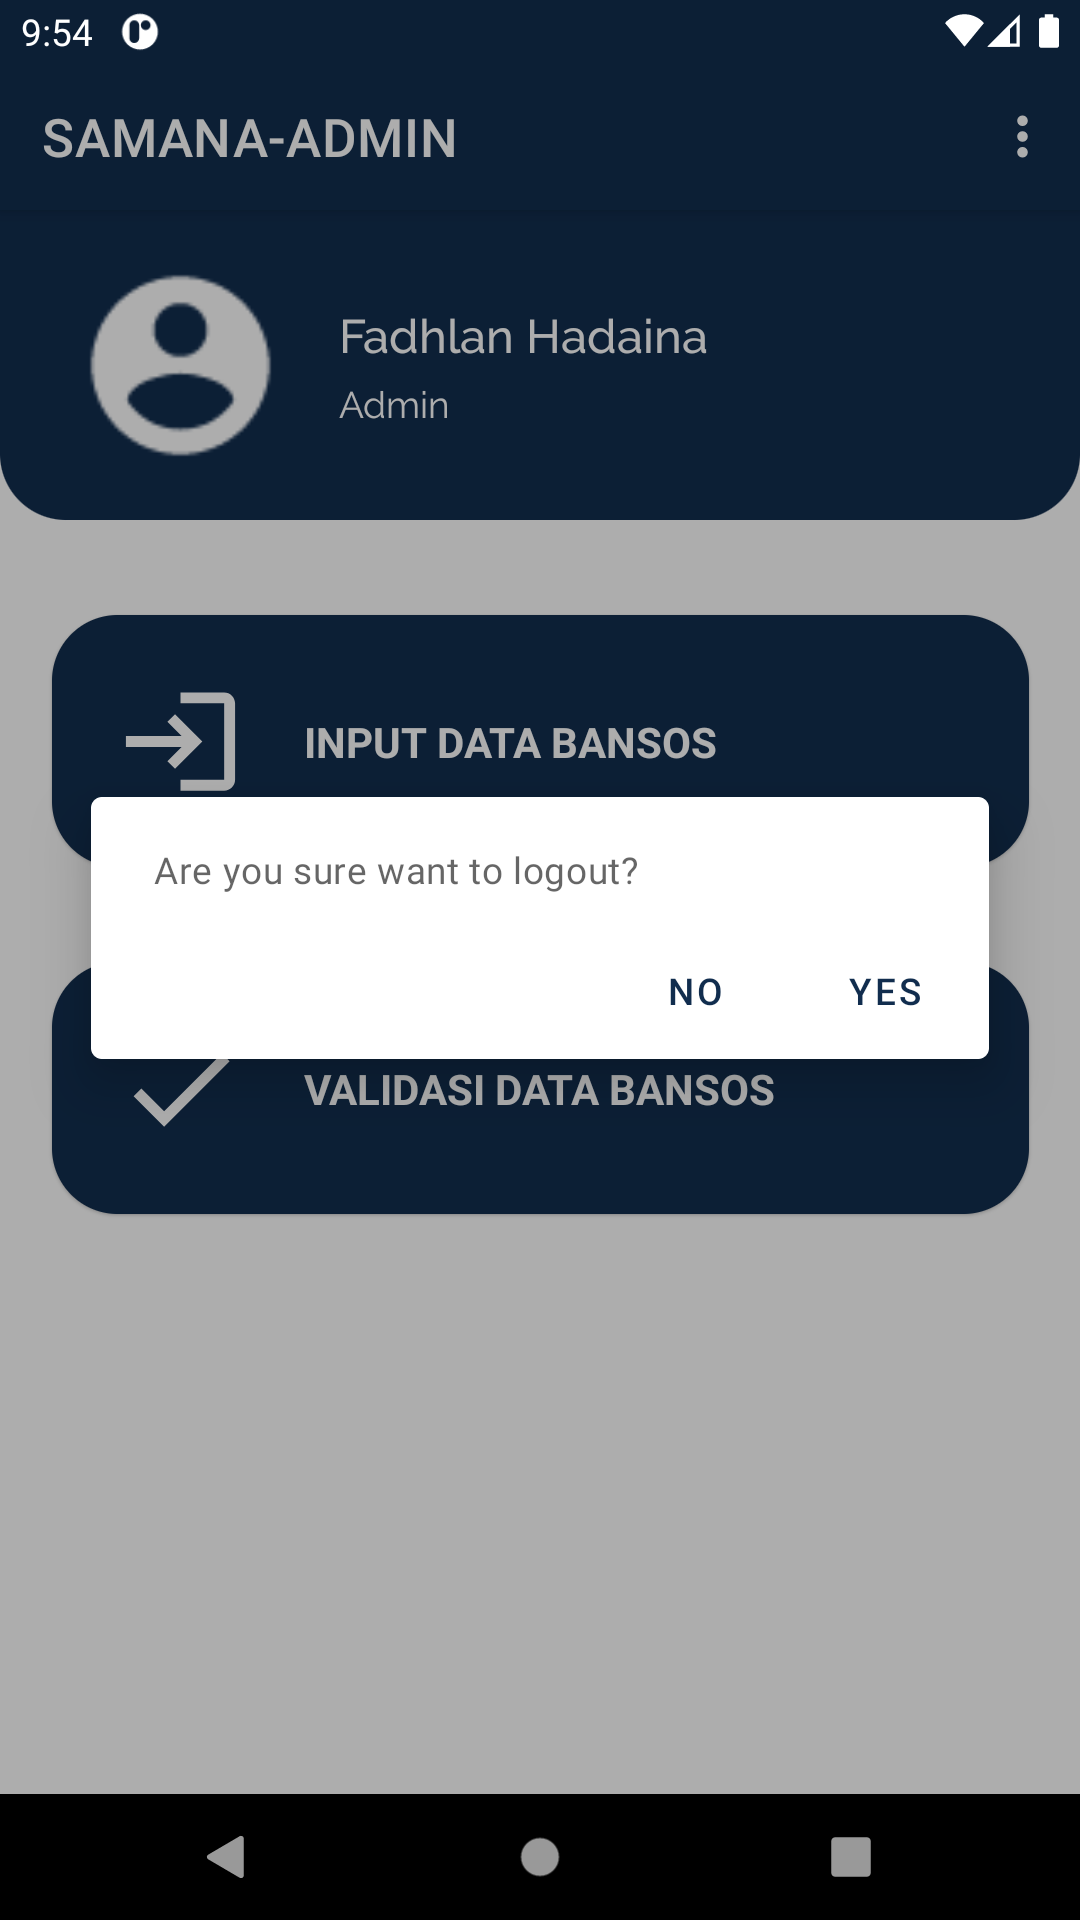 9:54
SAMANA-ADMIN
Fadhlan Hadaina
Admin
INPUT DATA BANSOS
Are you sure want to logout?
NO YES
VALIDASI DATA BANSOS